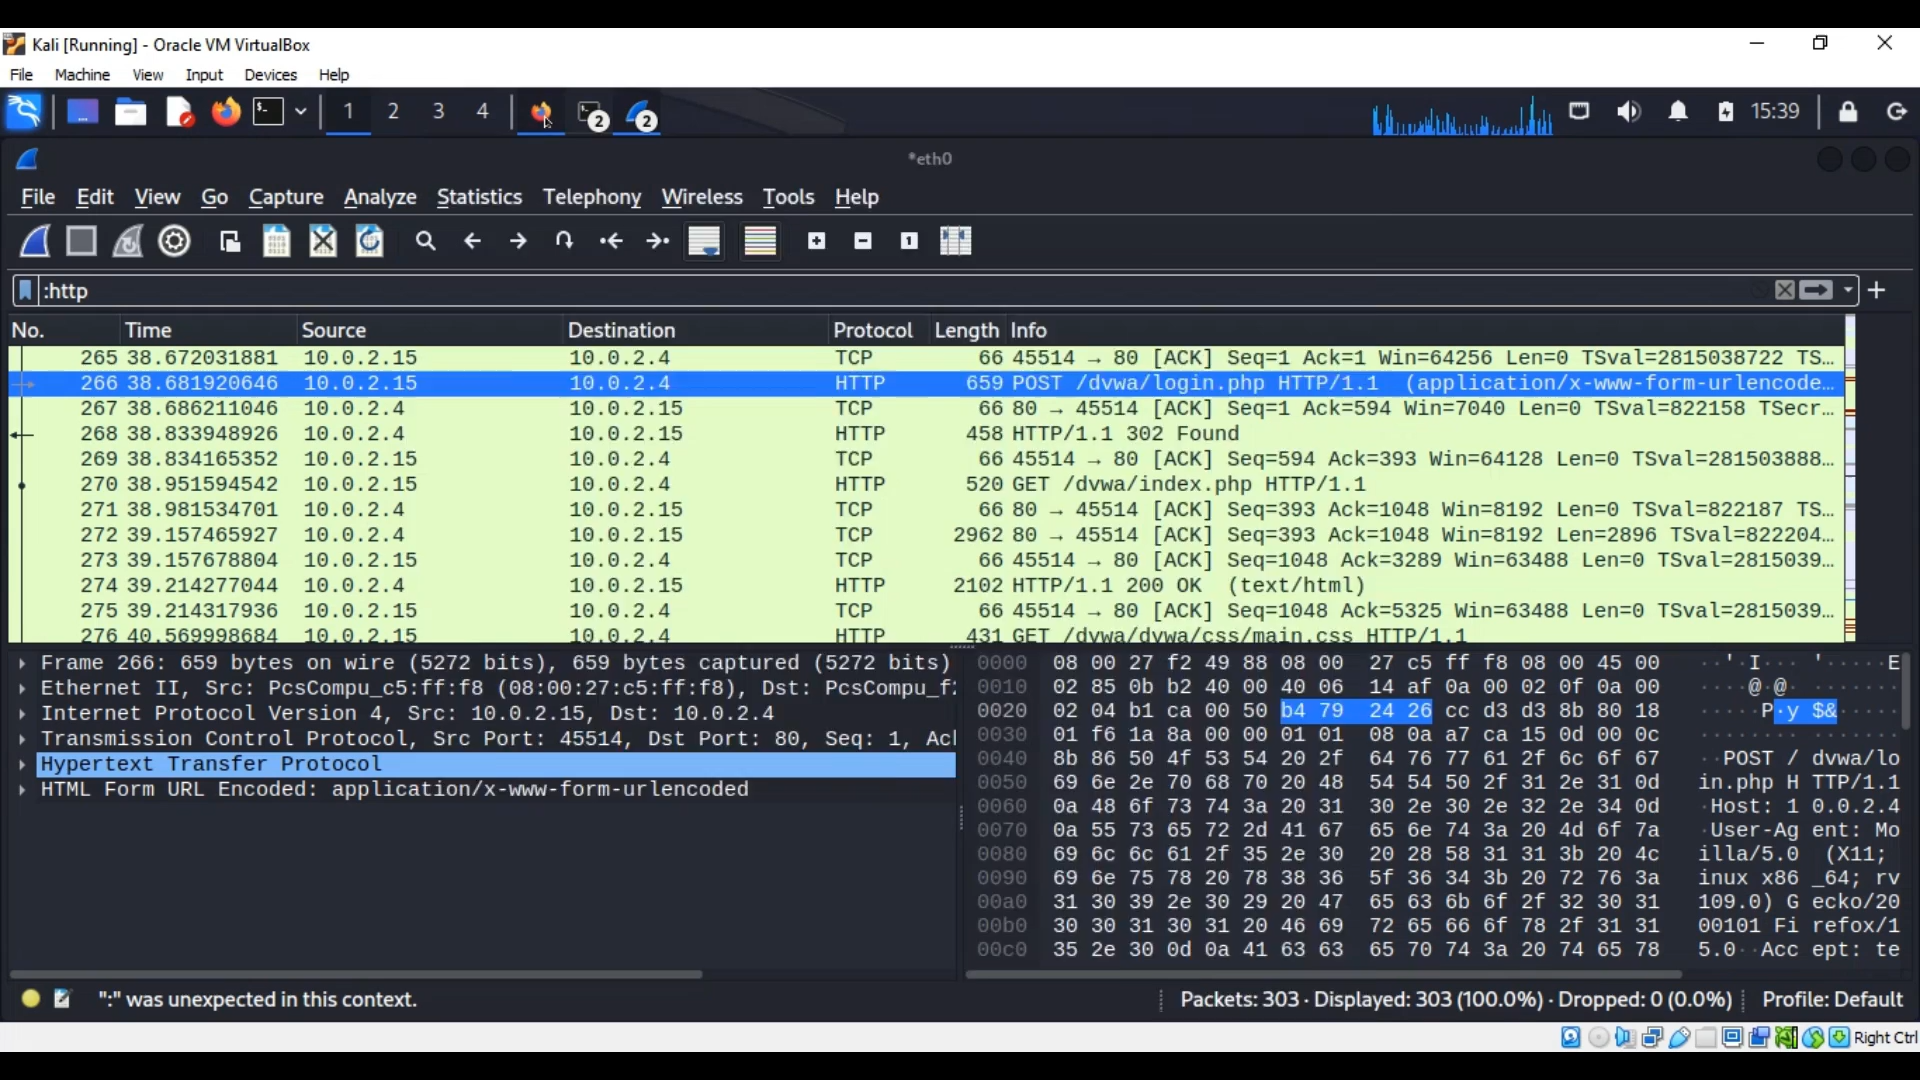 Kali [Running] - Oracle VM VirtualBox
File Machine View Input Devices Help
1 2 3 4 2 2 15:39
*eth0
File Edit View Go Capture Analyze Statistics Telephony Wireless Tools Help
:http
No. Time Source Destination Protocol Length Info
265 38.672031881 10.0.2.15 10.0.2.4 TCP 66 45514 → 80 [ACK] Seq=1 Ack=1 Win=64256 Len=0 TSval=2815038722 TS…
266 38.681920646 10.0.2.15 10.0.2.4 HTTP 659 POST /dvwa/login.php HTTP/1.1 (application/x-www-form-urlencode…
267 38.686211046 10.0.2.4 10.0.2.15 TCP 66 80 → 45514 [ACK] Seq=1 Ack=594 Win=7040 Len=0 TSval=822158 TSecr…
268 38.833948926 10.0.2.4 10.0.2.15 HTTP 458 HTTP/1.1 302 Found
269 38.834165352 10.0.2.15 10.0.2.4 TCP 66 45514 → 80 [ACK] Seq=594 Ack=393 Win=64128 Len=0 TSval=281503888…
270 38.951594542 10.0.2.15 10.0.2.4 HTTP 520 GET /dvwa/index.php HTTP/1.1
271 38.981534701 10.0.2.4 10.0.2.15 TCP 66 80 → 45514 [ACK] Seq=393 Ack=1048 Win=8192 Len=0 TSval=822187 TS…
272 39.157465927 10.0.2.4 10.0.2.15 TCP 2962 80 → 45514 [ACK] Seq=393 Ack=1048 Win=8192 Len=2896 TSval=822204…
273 39.157678804 10.0.2.15 10.0.2.4 TCP 66 45514 → 80 [ACK] Seq=1048 Ack=3289 Win=63488 Len=0 TSval=2815039…
274 39.214277044 10.0.2.4 10.0.2.15 HTTP 2102 HTTP/1.1 200 OK (text/html)
275 39.214317936 10.0.2.15 10.0.2.4 TCP 66 45514 → 80 [ACK] Seq=1048 Ack=5325 Win=63488 Len=0 TSval=2815039…
276 40.569998684 10.0.2.15 10.0.2.4 HTTP 431 GET /dvwa/dvwa/css/main.css HTTP/1.1
Frame 266: 659 bytes on wire (5272 bits), 659 bytes captured (5272 bits)
Ethernet II, Src: PcsCompu_c5:ff:f8 (08:00:27:c5:ff:f8), Dst: PcsCompu_f2
Internet Protocol Version 4, Src: 10.0.2.15, Dst: 10.0.2.4
Transmission Control Protocol, Src Port: 45514, Dst Port: 80, Seq: 1, Ack
Hypertext Transfer Protocol
HTML Form URL Encoded: application/x-www-form-urlencoded
0000 08 00 27 f2 49 88 08 00 27 c5 ff f8 08 00 45 00 ··'·I··· '·····E
0010 02 85 0b b2 40 00 40 06 14 af 0a 00 02 0f 0a 00 ····@·@· ········
0020 02 04 b1 ca 00 50 b4 79 24 26 cc d3 d3 8b 80 18 ·····P·y $&······
0030 01 f6 1a 8a 00 00 01 01 08 0a a7 ca 15 0d 00 0c ········ ········
0040 8b 86 50 4f 53 54 20 2f 64 76 77 61 2f 6c 6f 67 ··POST / dvwa/lo
0050 69 6e 2e 70 68 70 20 48 54 54 50 2f 31 2e 31 0d in.php H TTP/1.1
0060 0a 48 6f 73 74 3a 20 31 30 2e 30 2e 32 2e 34 0d ·Host: 1 0.0.2.4
0070 0a 55 73 65 72 2d 41 67 65 6e 74 3a 20 4d 6f 7a ·User-Ag ent: Mo
0080 69 6c 6c 61 2f 35 2e 30 20 28 58 31 31 3b 20 4c illa/5.0 (X11;
0090 69 6e 75 78 20 78 38 36 5f 36 34 3b 20 72 76 3a inux x86 _64; rv
00a0 31 30 39 2e 30 29 20 47 65 63 6b 6f 2f 32 30 31 109.0) G ecko/20
00b0 30 30 31 30 31 20 46 69 72 65 66 6f 78 2f 31 31 00101 Fi refox/1
00c0 35 2e 30 0d 0a 41 63 63 65 70 74 3a 20 74 65 78 5.0··Acc ept: te
":" was unexpected in this context.
Packets: 303 · Displayed: 303 (100.0%) · Dropped: 0 (0.0%) Profile: Default
Right Ctrl